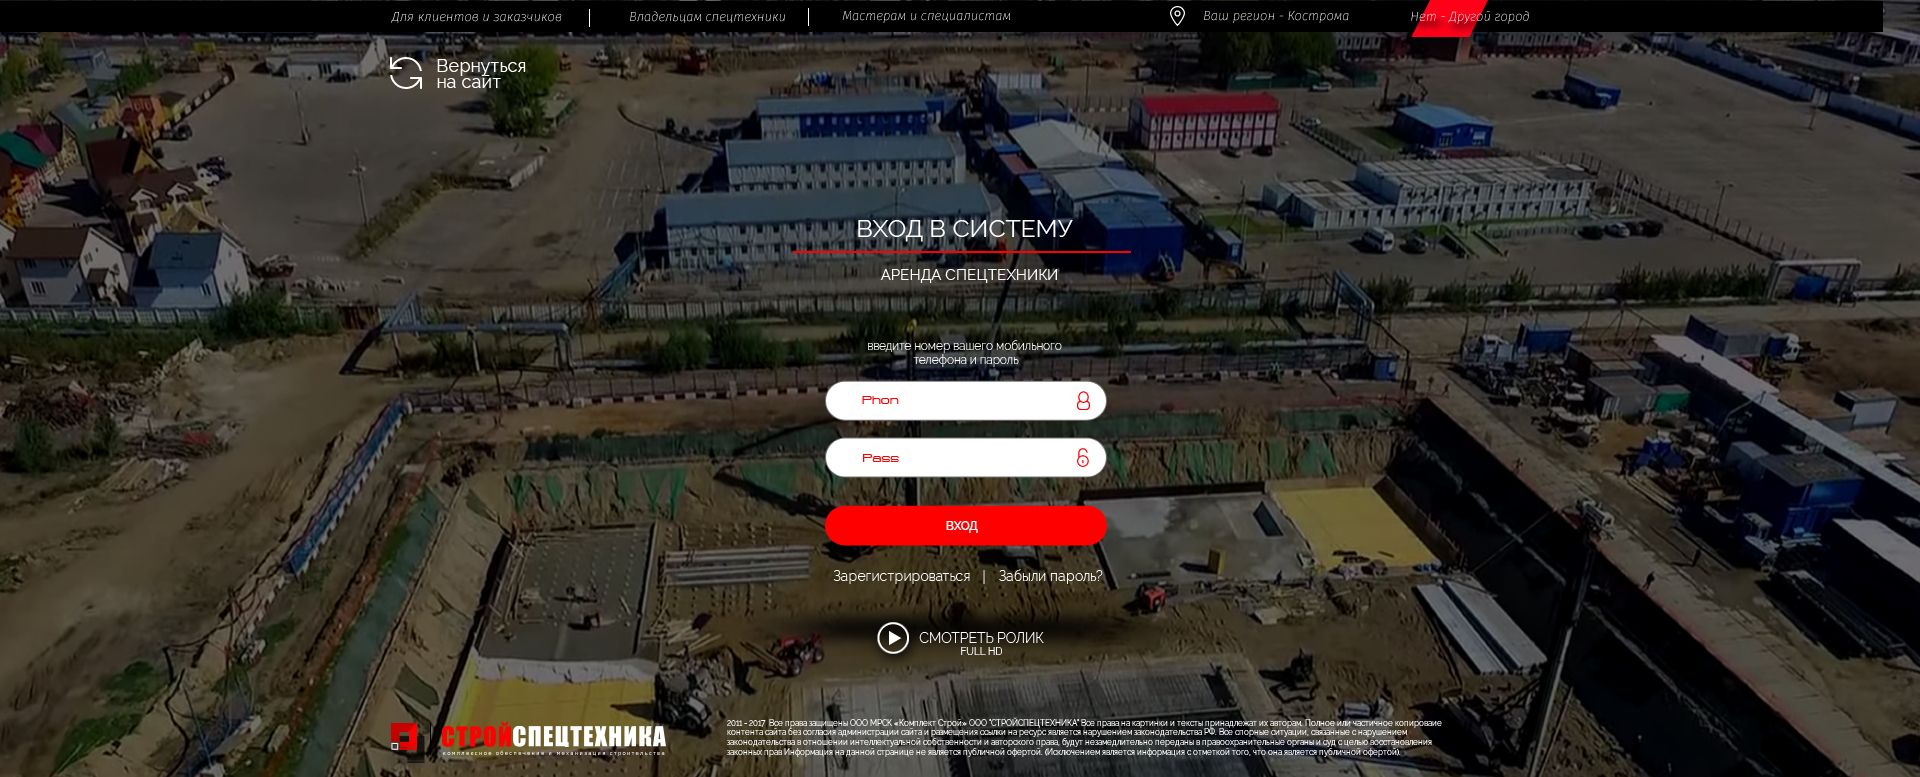 Для клиентов и заказчиков
Владельцам спецтехники
Мастерам и специалистам
Ваш регион - Кострома
Нет - Другой город
Вернуться
на сайт
ВХОД В СИСТЕМУ
АРЕНДА СПЕЦТЕХНИКИ
введите номер вашего мобильного
телефона и пароль
Phon
Pass
ВХОД
Зарегистрироваться | Забыли пароль?
СМОТРЕТЬ РОЛИК
FULL HD
СТРОЙСПЕЦТЕХНИКА
комплексное обеспечение и механизация строительства
2011 - 2017 Все права защищены ООО МРСК «Комплект Строй» ООО "СТРОЙСПЕЦТЕХНИКА" Все права на картинки и тексты принадлежат их авторам. Полное или частичное копироваие
контента сайта без согласия администрации сайта и размещения ссылки на ресурс является нарушением законодательства РФ. Все спорные ситуации, связанные с нарушением
законодательства в отношении интеллектуальной собственности и авторского права, будут незамедлительно переданы в правоохранительные органы и суд с целью восстановления
законных прав Информация на данной странице не является публичной офертой. (Исключением является информация с отметкой того, что она является публичной офертой).